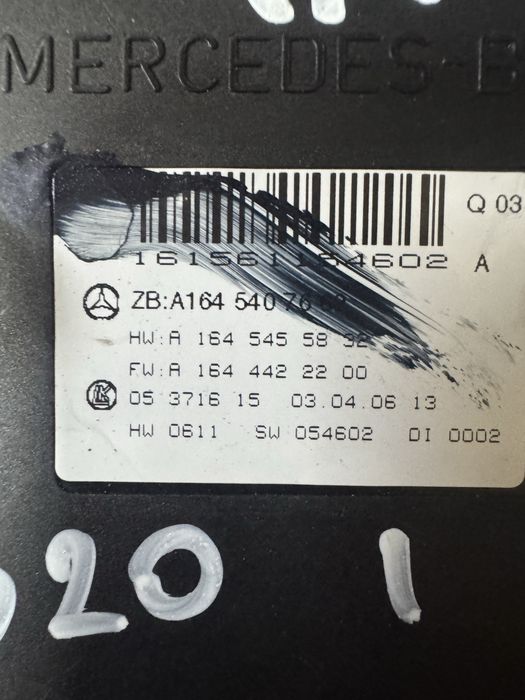 MERCEDES-B
Q 03
A
ZB:A164 540
HW:A 164 545 58 32
FW:A 164 442 22 00
05 3716 15 03.04.06 13
HW 0611 SW 054602 DI 0002
20 1